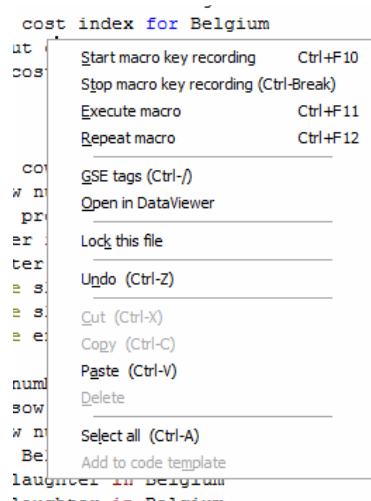 cost index for Belgium
Start macro key recording Ctrl+F10
Stop macro key recording (Ctrl-Break)
Execute macro Ctrl+F11
Repeat macro Ctrl+F12
GSE tags (Ctrl-/)
Open in DataViewer
Lock this file
Undo (Ctrl-Z)
Cut (Ctrl-X)
Copy (Ctrl-C)
Paste (Ctrl-V)
Delete
Select all (Ctrl-A)
Add to code template
laughter in Belgium